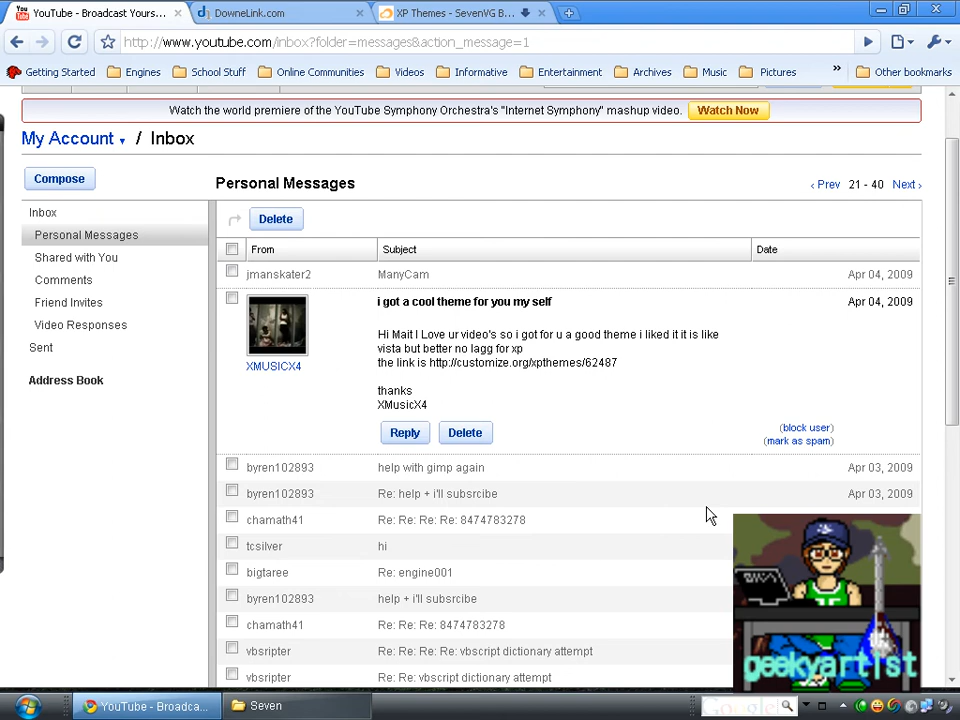 YouTube - Broadcast Yours...
DowneLink.com
XP Themes - SevenVG B...
http://www.youtube.com/inbox?folder=messages&action_message=1
Getting Started Engines School Stuff Online Communities Videos Informative Entertainment Archives Music Pictures » Other bookmarks
Watch the world premiere of the YouTube Symphony Orchestra's "Internet Symphony" mashup video. Watch Now
My Account / Inbox
Compose
Personal Messages
‹ Prev 21 - 40 Next ›
Inbox
Personal Messages
Shared with You
Comments
Friend Invites
Video Responses
Sent
Address Book
Delete
From Subject Date
jmanskater2 ManyCam Apr 04, 2009
i got a cool theme for you my self Apr 04, 2009
XMUSICX4
Hi Mait I Love ur video's so i got for u a good theme i liked it it is like
vista but better no lagg for xp
the link is http://customize.org/xpthemes/62487
thanks
XMusicX4
Reply Delete
(block user)
(mark as spam)
byren102893 help with gimp again Apr 03, 2009
byren102893 Re: help + i'll subsrcibe Apr 03, 2009
chamath41 Re: Re: Re: Re: 8474783278
tcsilver hi
bigtaree Re: engine001
byren102893 help + i'll subsrcibe
chamath41 Re: Re: Re: 8474783278
vbsripter Re: Re: Re: vbscript dictionary attempt
vbsripter Re: Re: vbscript dictionary attempt
geekyartist
YouTube - Broadca...
Seven
Google